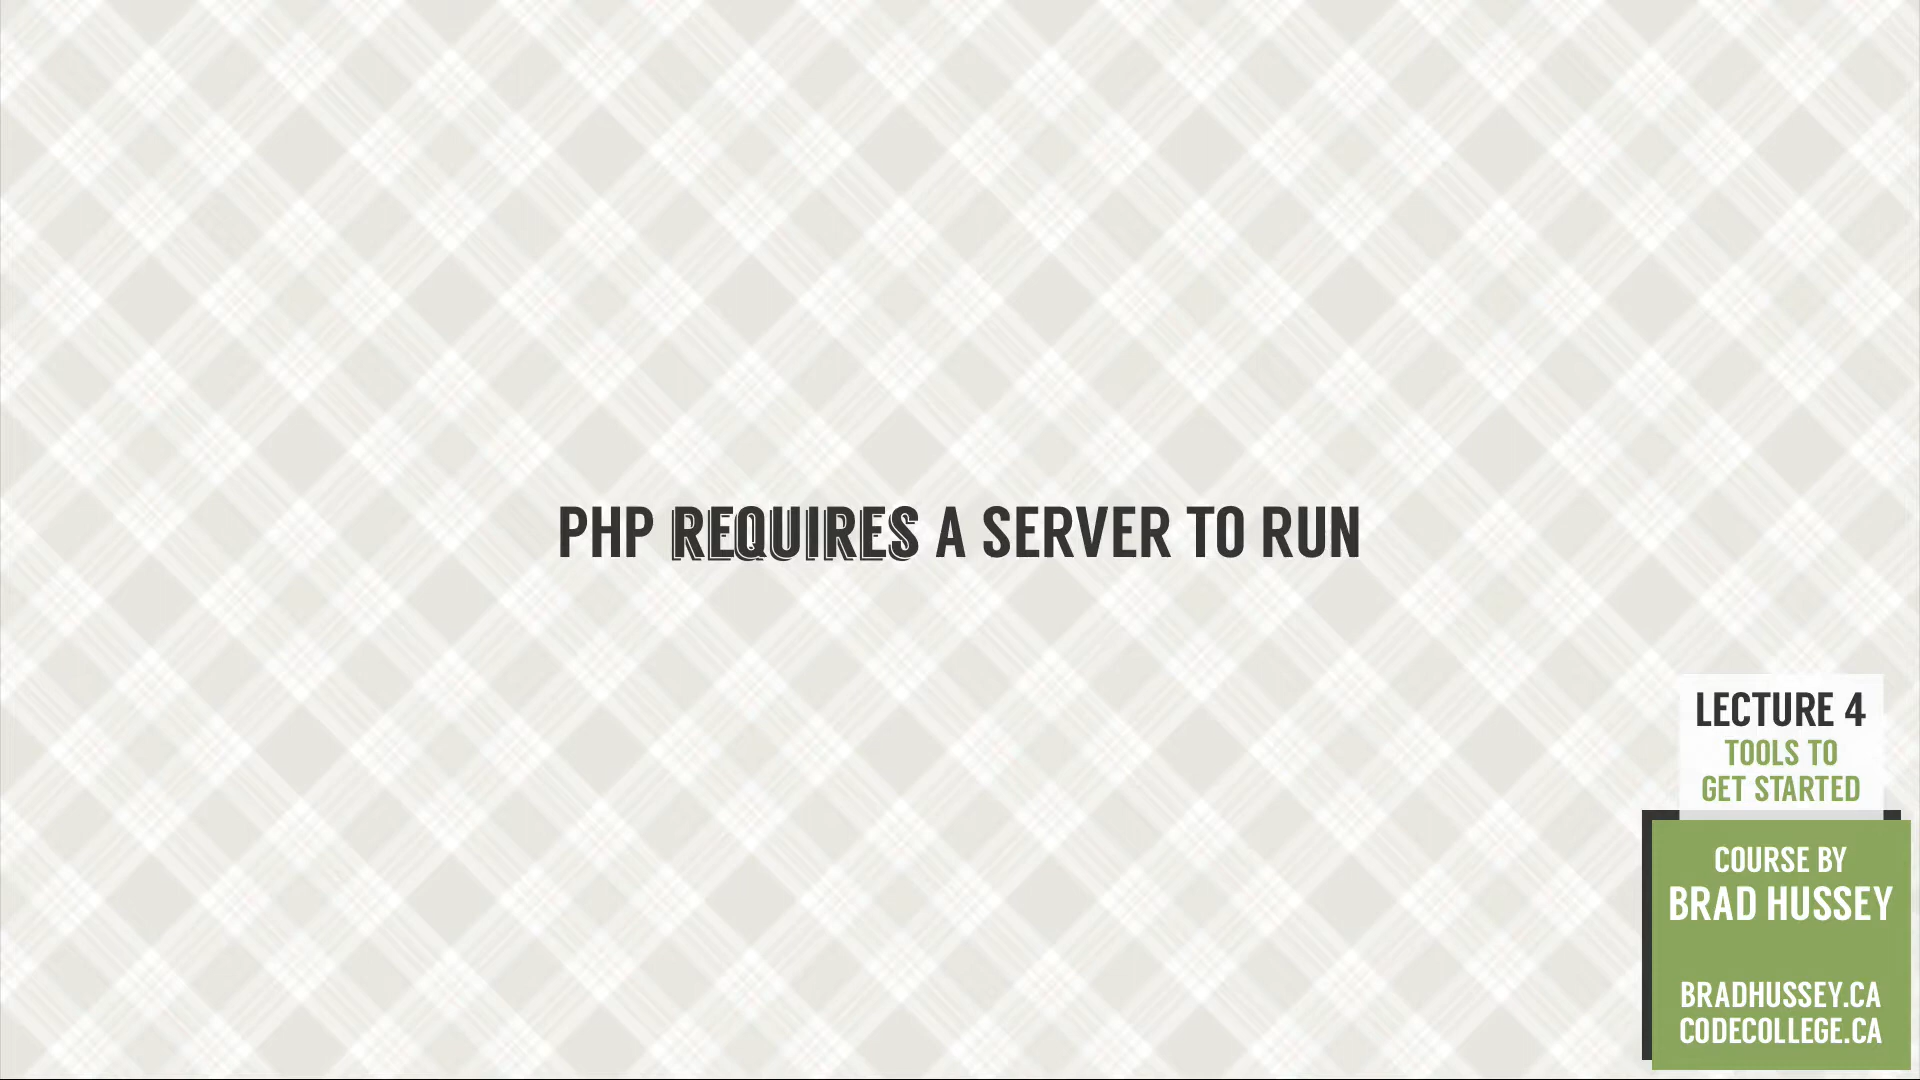 PHP REQUIRES A SERVER TO RUN
LECTURE 4
TOOLS TO
GET STARTED
COURSE BY
BRAD HUSSEY
BRADHUSSEY.CA
CODECOLLEGE.CA